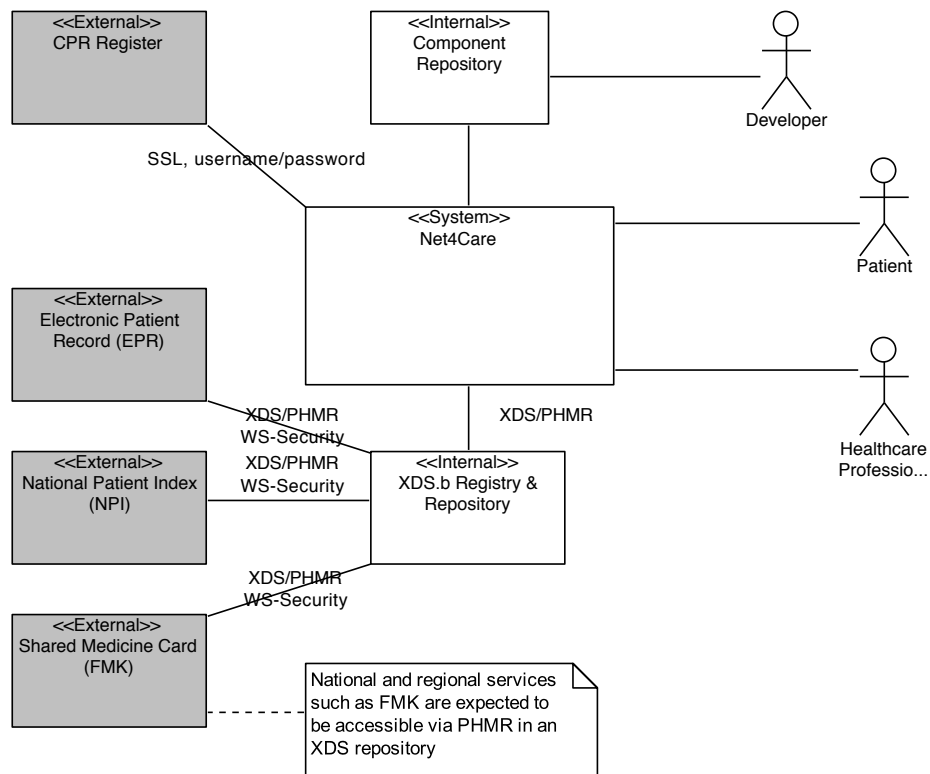 <<External>>
CPR Register
<<Internal>>
Component
Repository
Developer
SSL, username/password
<<System>>
Net4Care
Patient
<<External>>
Electronic Patient
Record (EPR)
XDS/PHMR
WS-Security
XDS/PHMR
Healthcare
Professio...
<<External>>
National Patient Index
(NPI)
XDS/PHMR
WS-Security
<<Internal>>
XDS.b Registry &
Repository
XDS/PHMR
WS-Security
<<External>>
Shared Medicine Card
(FMK)
National and regional services
such as FMK are expected to
be accessible via PHMR in an
XDS repository